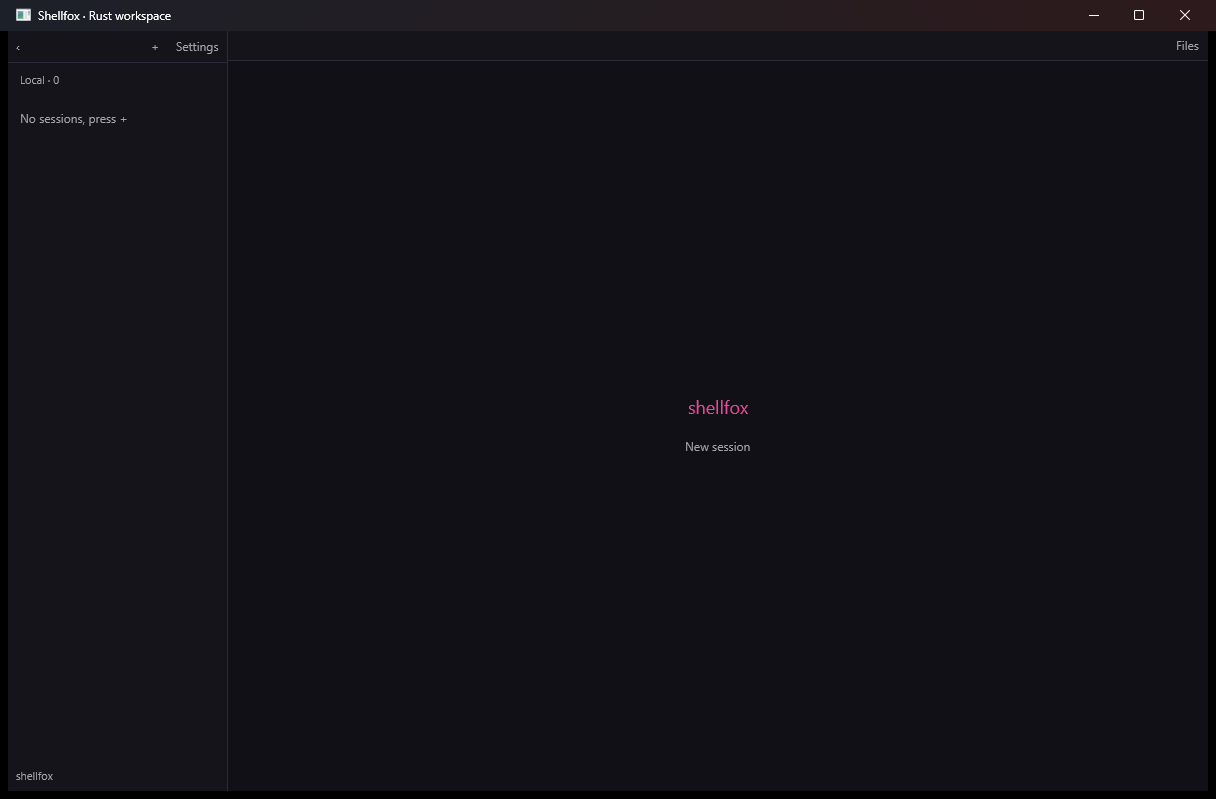 Shellfox · Rust workspace
‹ + Settings
Files
Local · 0
No sessions, press +
shellfox
New session
shellfox